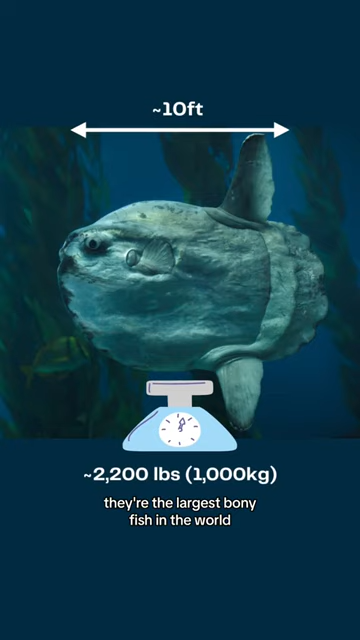 ~10ft
~2,200 lbs (1,000kg)
they're the largest bony
fish in the world